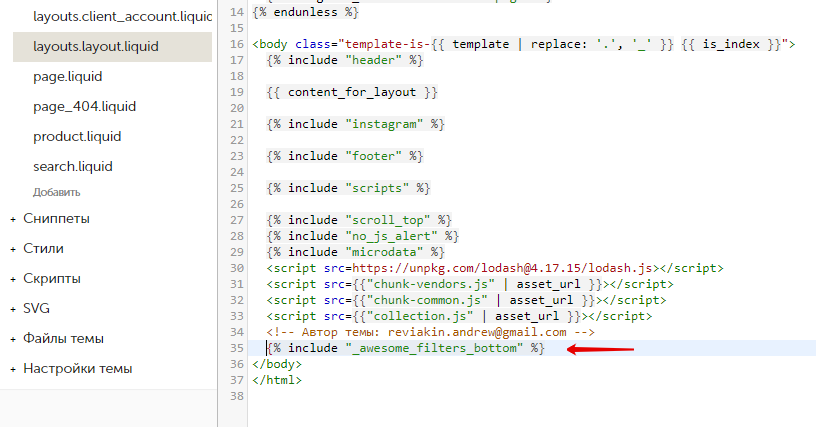 layouts.client_account.liquid
layouts.layout.liquid
page.liquid
page_404.liquid
product.liquid
search.liquid
Добавить
+ Сниппеты
+ Стили
+ Скрипты
+ SVG
+ Файлы темы
+ Настройки темы
14 {% endunless %}
15
16 <body class="template-is-{{ template | replace: '.', '_' }} {{ is_index }}">
17 {% include "header" %}
18
19 {{ content_for_layout }}
20
21 {% include "instagram" %}
22
23 {% include "footer" %}
24
25 {% include "scripts" %}
26
27 {% include "scroll_top" %}
28 {% include "no_js_alert" %}
29 {% include "microdata" %}
30 <script src=https://unpkg.com/lodash@4.17.15/lodash.js></script>
31 <script src={{"chunk-vendors.js" | asset_url }}></script>
32 <script src={{"chunk-common.js" | asset_url }}></script>
33 <script src={{"collection.js" | asset_url }}></script>
34 <!-- Автор темы: reviakin.andrew@gmail.com -->
35 {% include "_awesome_filters_bottom" %}
36 </body>
37 </html>
38